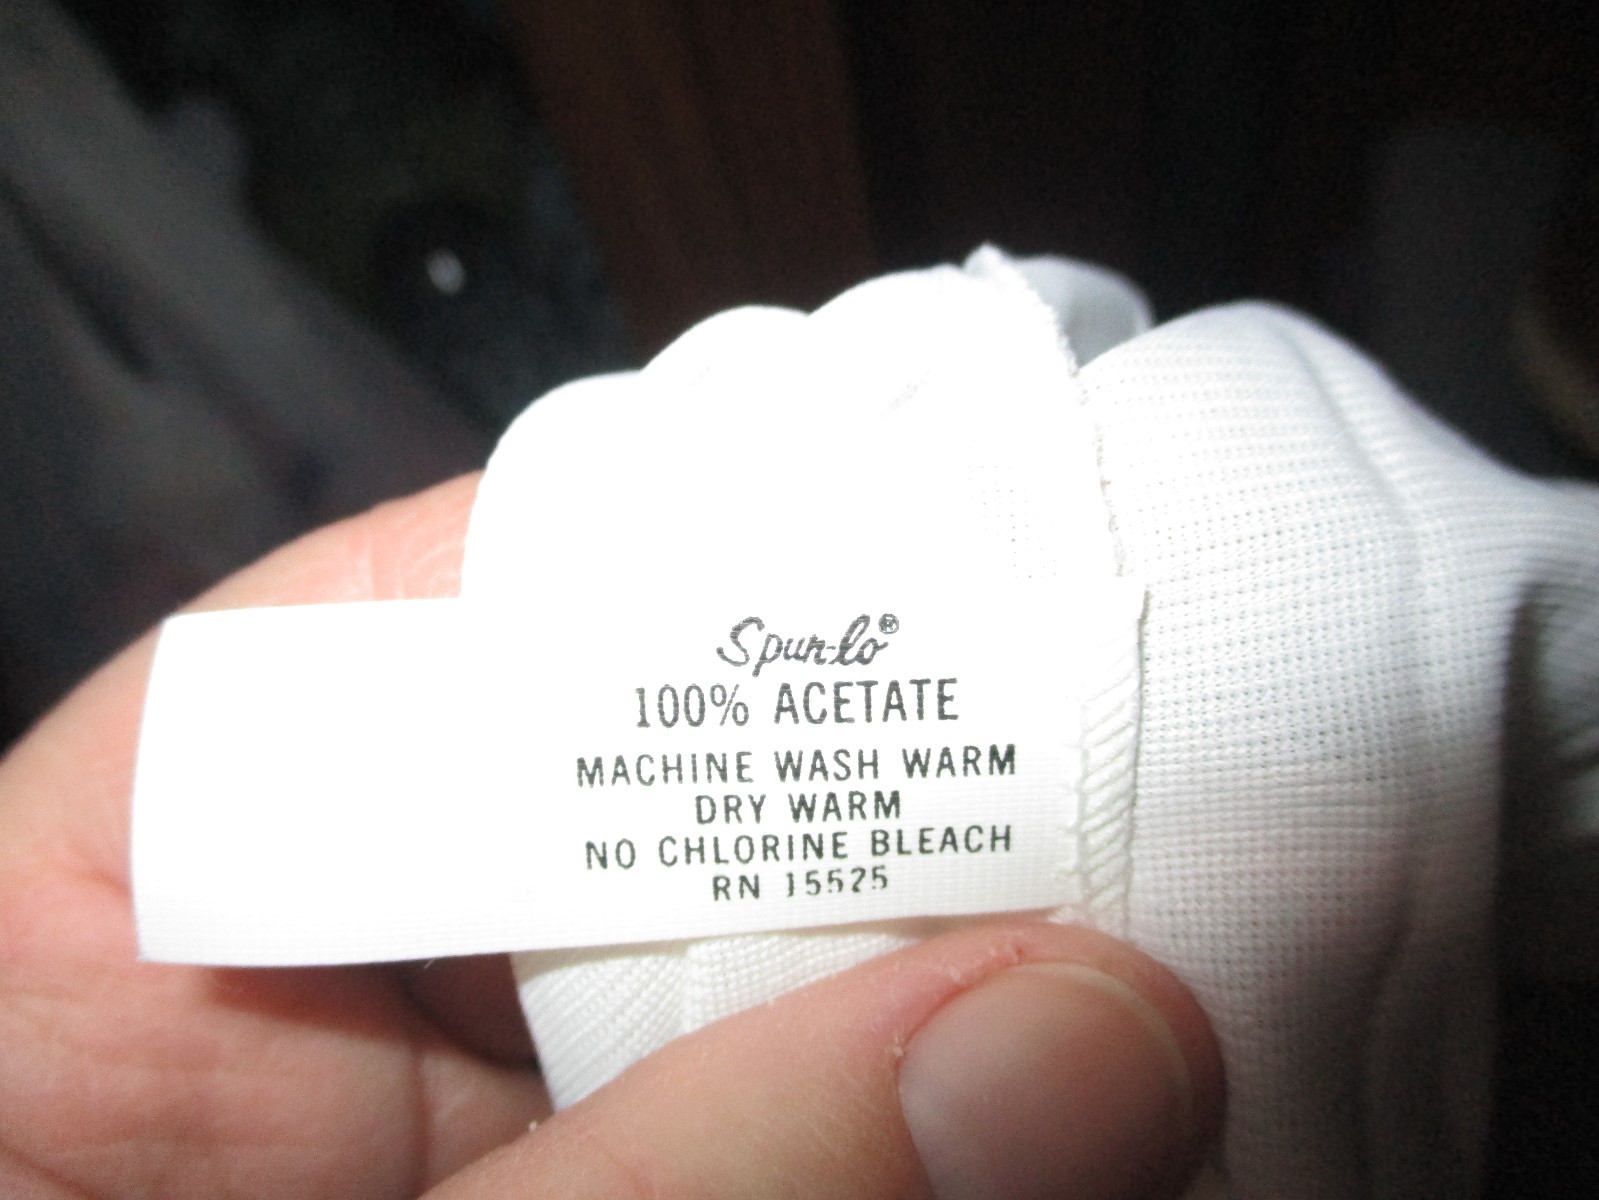 Spun-lo®
100% ACETATE
MACHINE WASH WARM
DRY WARM
NO CHLORINE BLEACH
RN 15525